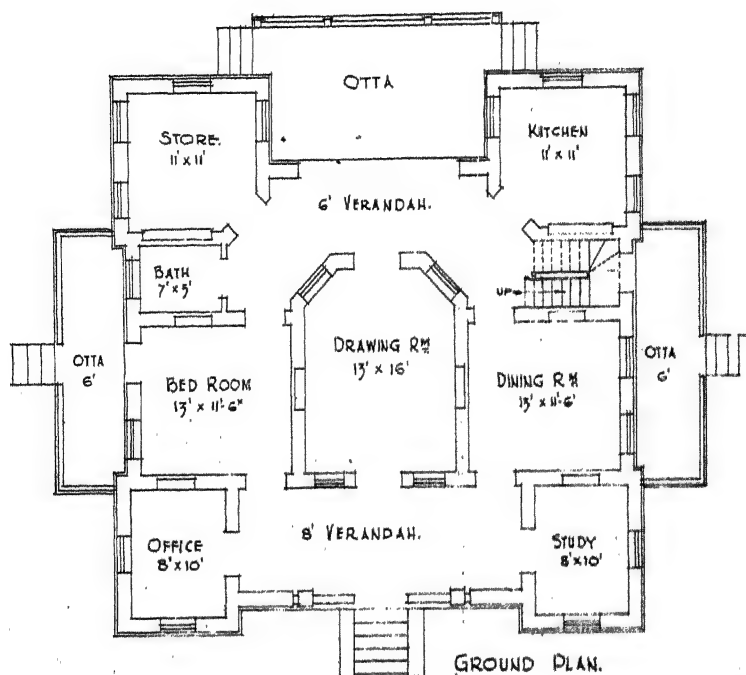 OTTA
STORE.
11' x 11'
KITCHEN
11' x 11'
6' VERANDAH.
BATH
7' x 5'
UP
OTTA
6'
BED ROOM
13' x 11'-6"
DRAWING RM
13' x 16'
DINING RM
13' x 11'-6'
OTTA
6'
OFFICE
8' x 10'
8' VERANDAH.
STUDY
8' x 10'
GROUND PLAN.